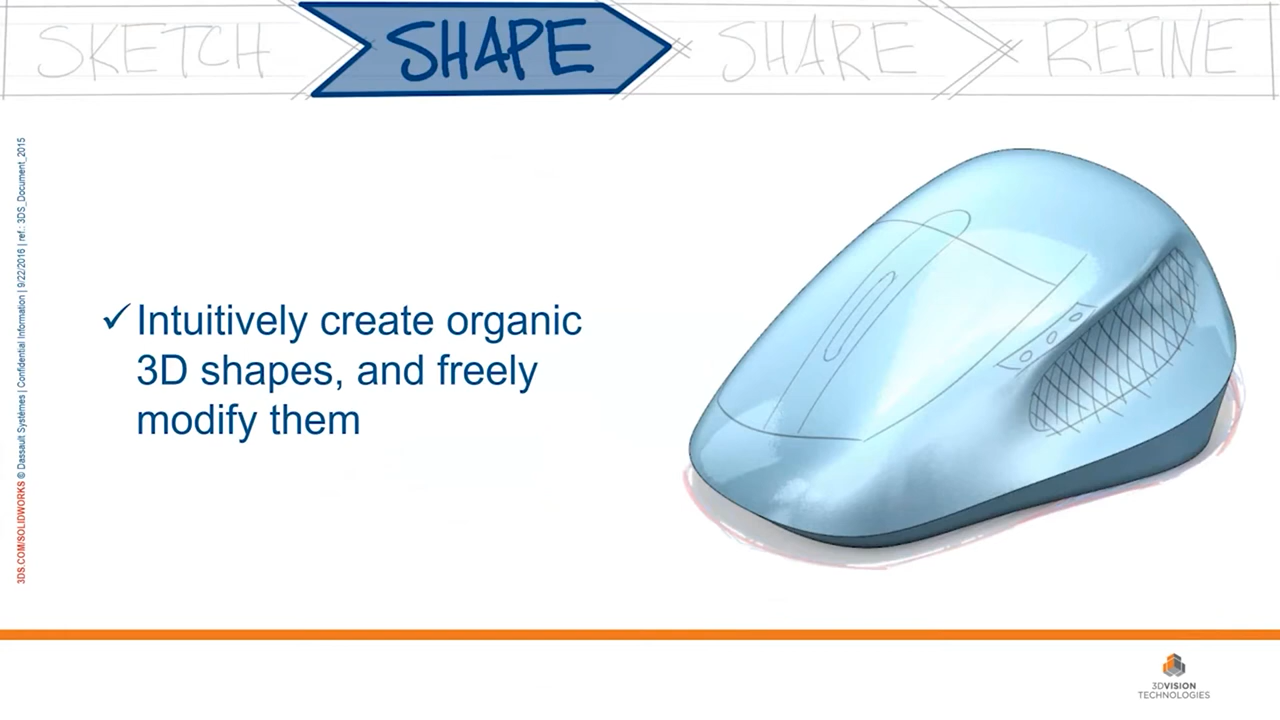 SKETCH
SHAPE
SHARE
REFINE
3DS.COM/SOLIDWORKS © Dassault Systèmes | Confidential Information | 9/22/2016 | ref.: 3DS_Document_2015
✓Intuitively create organic
3D shapes, and freely
modify them
3DVISION
TECHNOLOGIES